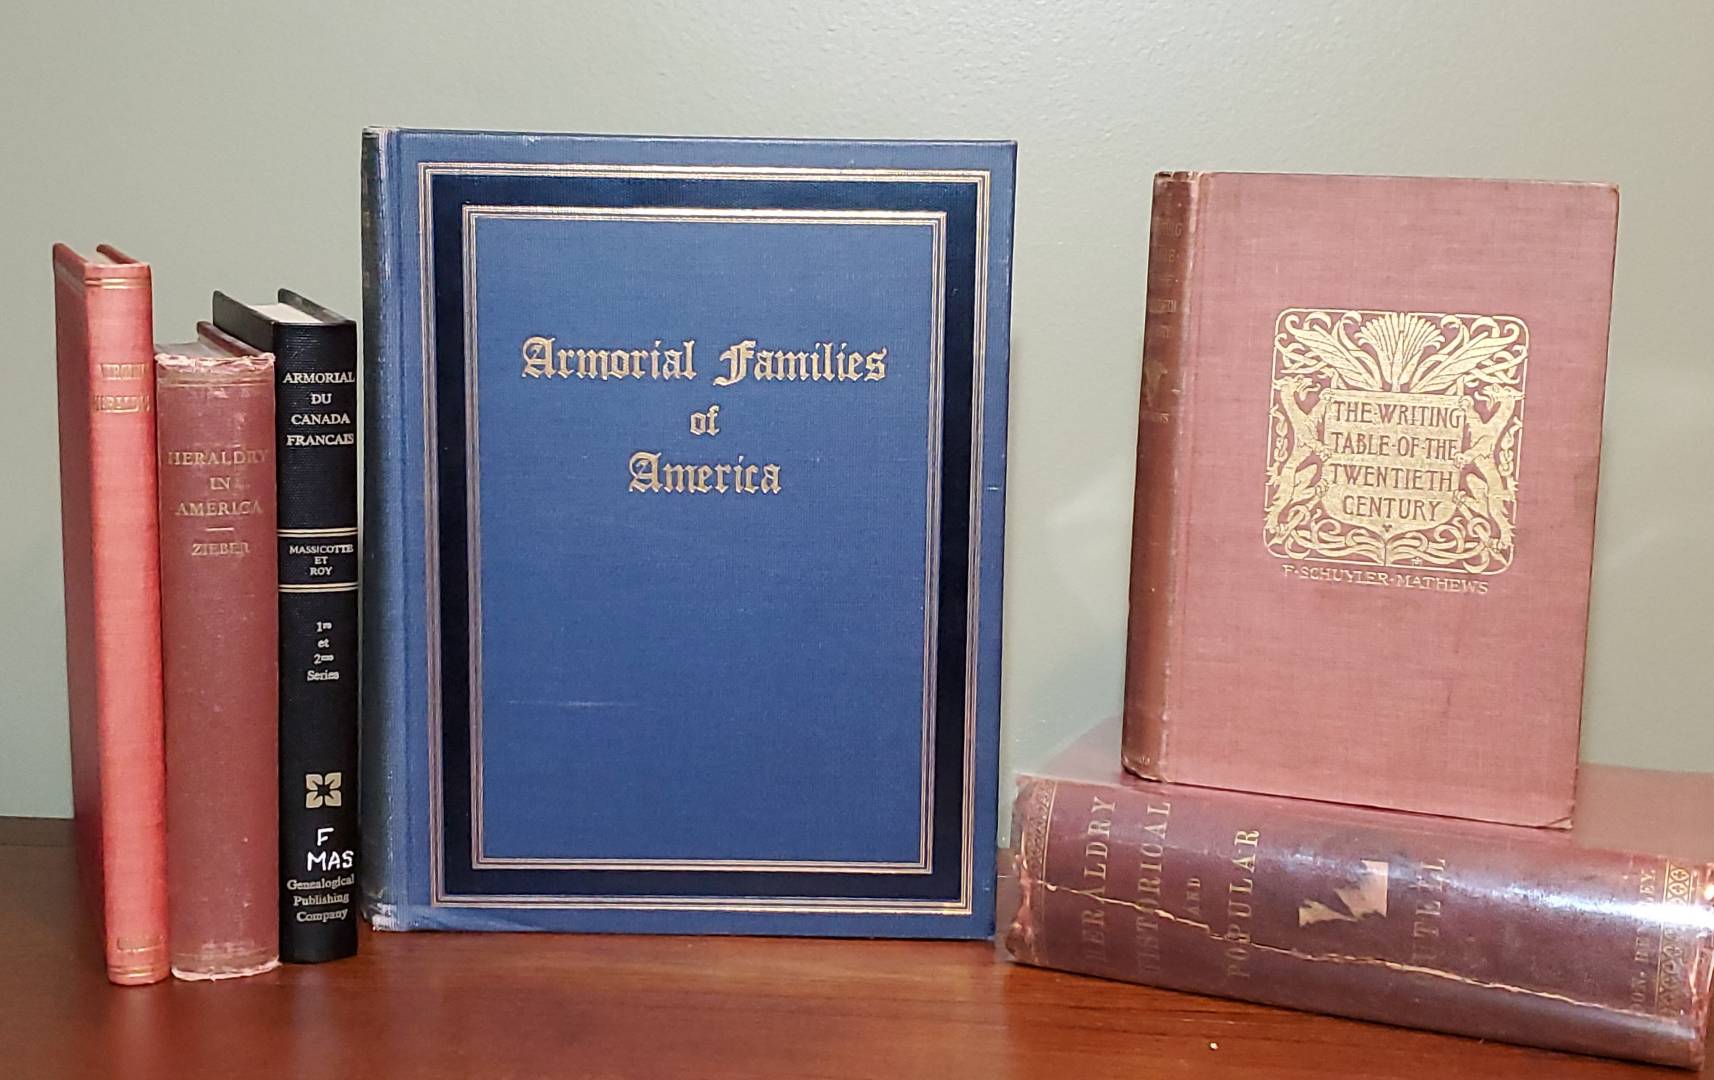 HERALDRY
IN
AMERICA
ZIEBER
ARMORIAL
DU
CANADA
FRANCAIS
MASSICOTTE
ET
ROY
1re
et
2me
Series
F
MAS
Genealogical
Publishing
Company
Armorial Families
of
America
THE·WRITING
TABLE·OF·THE
TWENTIETH
CENTURY
F·SCHUYLER·MATHEWS
HERALDRY
HISTORICAL
AND
POPULAR